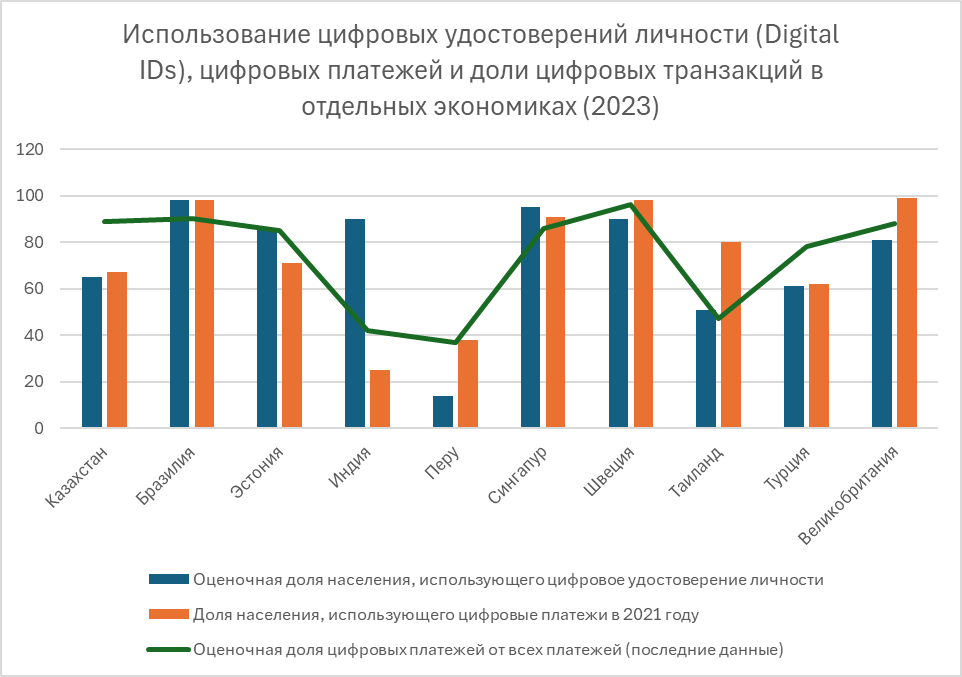 Использование цифровых удостоверений личности (Digital
IDs), цифровых платежей и доли цифровых транзакций в
отдельных экономиках (2023)
120
100
80
60
40
20
0
Казахстан
Бразилия
Эстония
Индия
Перу
Сингапур
Швеция
Таиланд
Турция
Великобритания
Оценочная доля населения, использующего цифровое удостоверение личности
Доля населения, использующего цифровые платежи в 2021 году
Оценочная доля цифровых платежей от всех платежей (последние данные)